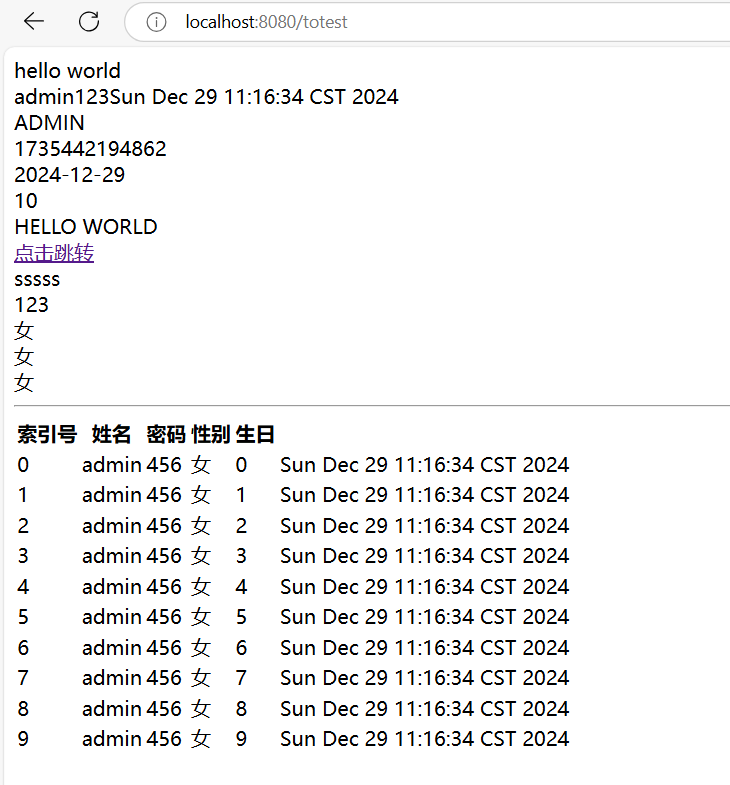 localhost:8080/totest
hello world
admin123Sun Dec 29 11:16:34 CST 2024
ADMIN
1735442194862
2024-12-29
10
HELLO WORLD
点击跳转
sssss
123
女
女
女
索引号 姓名 密码 性别 生日
0 admin 456 女 0 Sun Dec 29 11:16:34 CST 2024
1 admin 456 女 1 Sun Dec 29 11:16:34 CST 2024
2 admin 456 女 2 Sun Dec 29 11:16:34 CST 2024
3 admin 456 女 3 Sun Dec 29 11:16:34 CST 2024
4 admin 456 女 4 Sun Dec 29 11:16:34 CST 2024
5 admin 456 女 5 Sun Dec 29 11:16:34 CST 2024
6 admin 456 女 6 Sun Dec 29 11:16:34 CST 2024
7 admin 456 女 7 Sun Dec 29 11:16:34 CST 2024
8 admin 456 女 8 Sun Dec 29 11:16:34 CST 2024
9 admin 456 女 9 Sun Dec 29 11:16:34 CST 2024